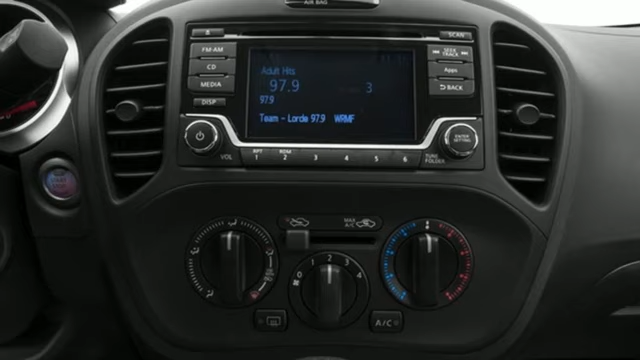 AIR BAG
SCAN
FM·AM
CD
MEDIA
DISP
SEEK
TRACK
Apps
BACK
Adult Hits
97.9
3
97.9
Team - Lorde 97.9 WRMF
VOL
RPT
RDM
1 2 3 4 5 6
TUNE
FOLDER
ENTER
SETTING
MAX
A/C
0 1 2 3 4
A/C